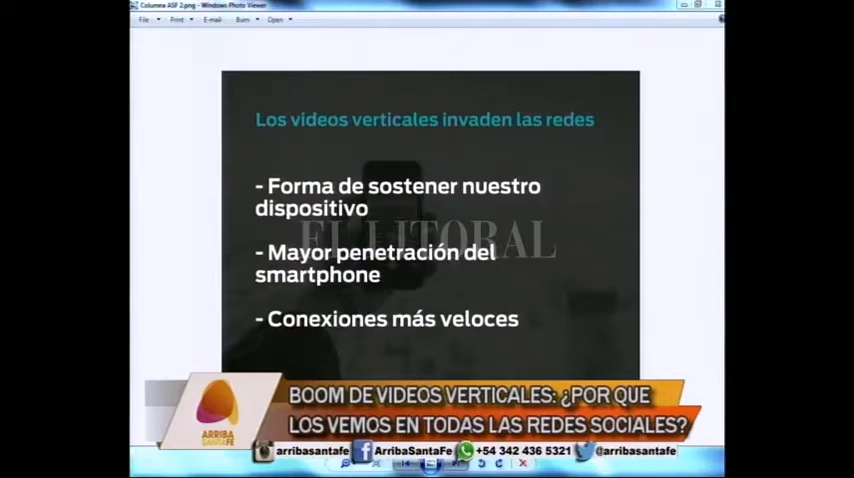 Columna ASF 2.png - Windows Photo Viewer
File Print E-mail Burn Open
Los videos verticales invaden las redes
- Forma de sostener nuestro
dispositivo
EL LITORAL
- Mayor penetración del
smartphone
- Conexiones más veloces
BOOM DE VIDEOS VERTICALES: ¿POR QUE
LOS VEMOS EN TODAS LAS REDES SOCIALES?
ARRIBA
SANTA FE
arribasantafe ArribaSantaFe +54 342 436 5321 @arribasantafe